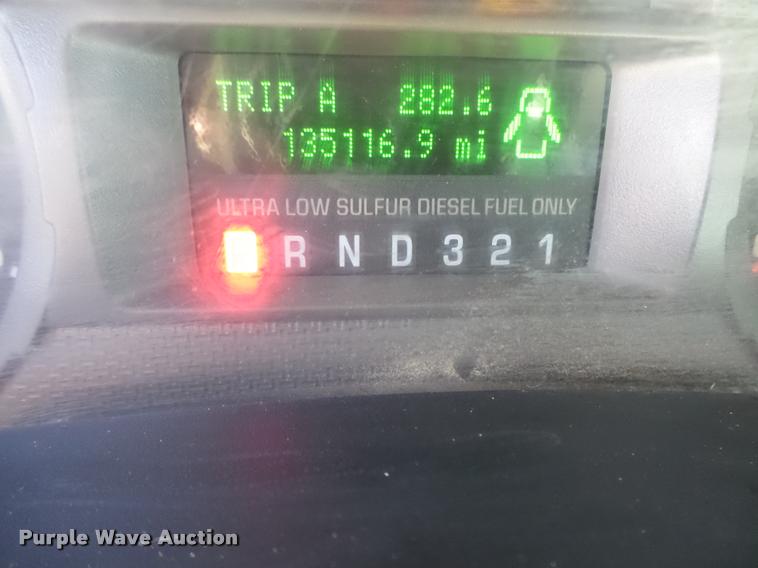 TRIP A 282.6
135116.9 mi
ULTRA LOW SULFUR DIESEL FUEL ONLY
R N D 3 2 1
Purple Wave Auction